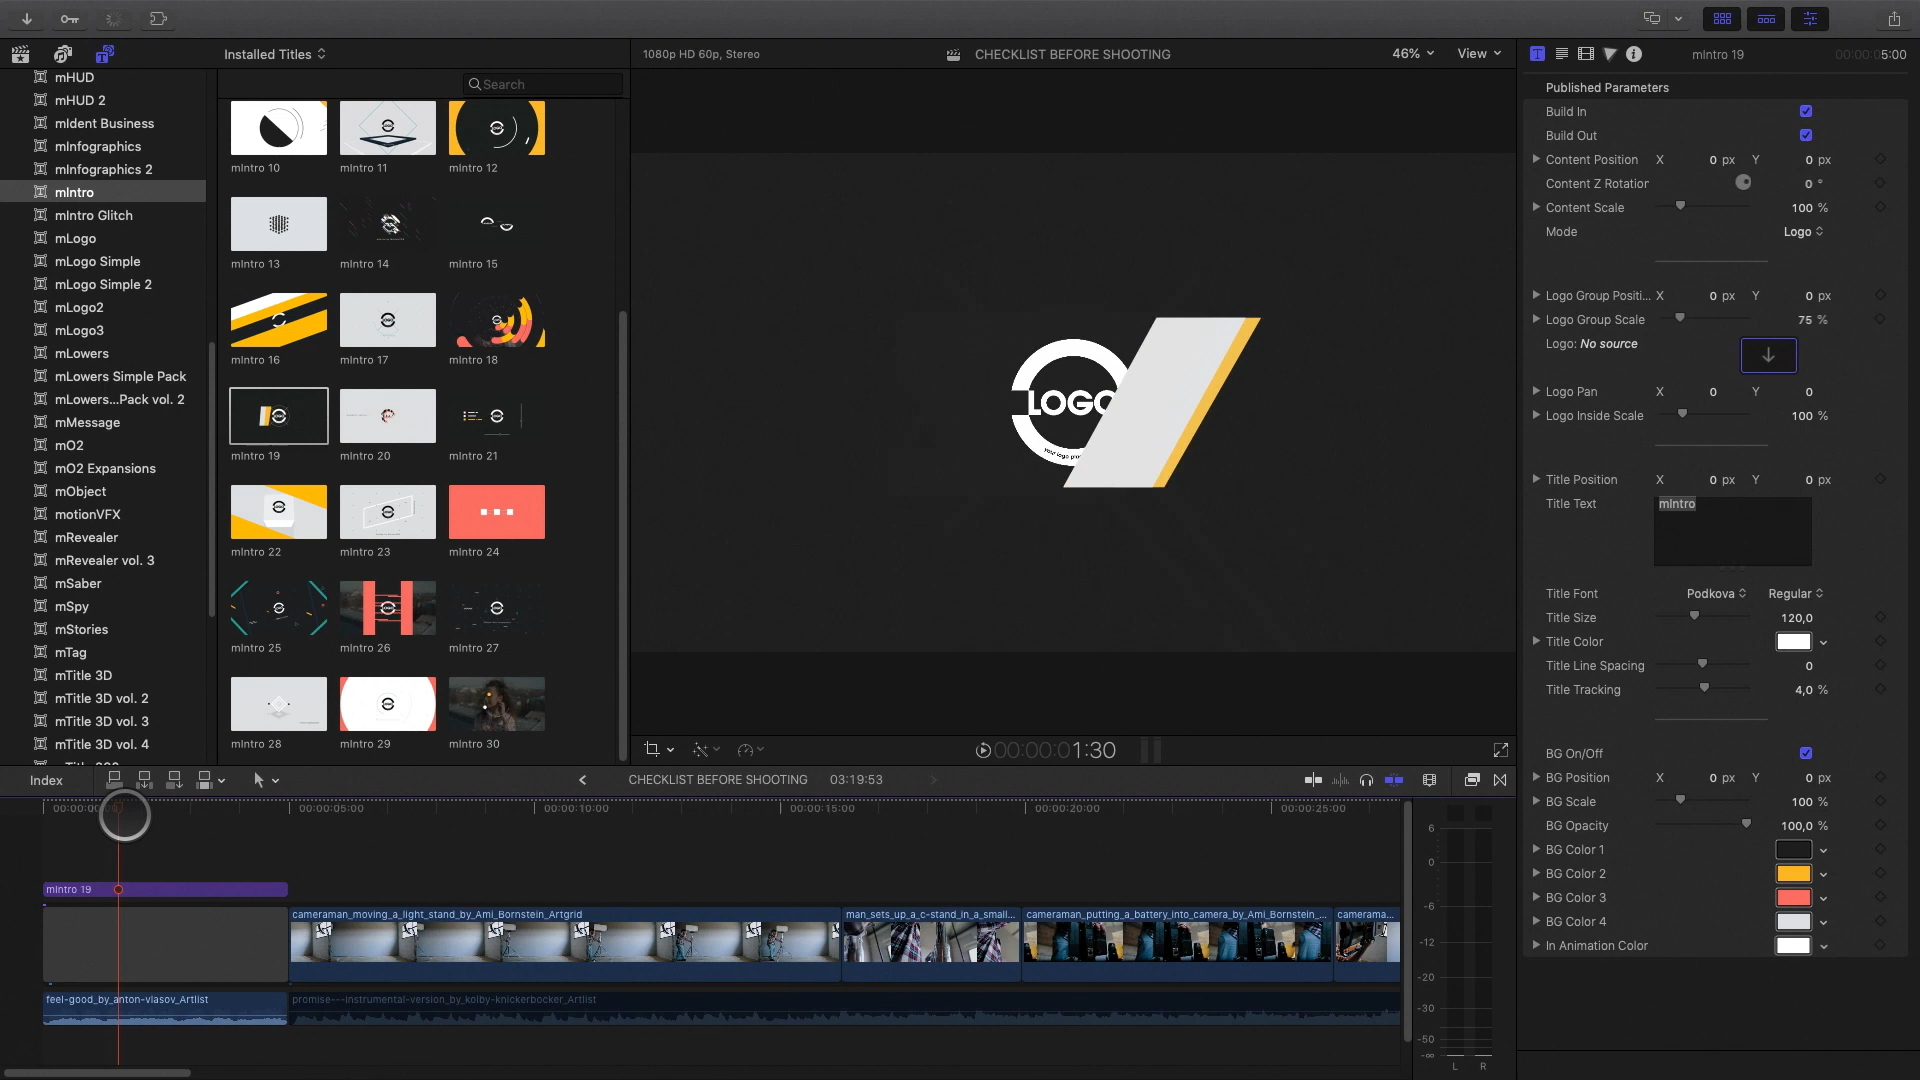 Installed Titles
1080p HD 60p, Stereo
CHECKLIST BEFORE SHOOTING
46%
View
mIntro 19
00:00:05:00
mHUD
mHUD 2
mIdent Business
mInfographics
mInfographics 2
mIntro
mIntro Glitch
mLogo
mLogo Simple
mLogo Simple 2
mLogo2
mLogo3
mLowers
mLowers Simple Pack
mLowers...Pack vol. 2
mMessage
mO2
mO2 Expansions
mObject
motionVFX
mRevealer
mRevealer vol. 3
mSaber
mSpy
mStories
mTag
mTitle 3D
mTitle 3D vol. 2
mTitle 3D vol. 3
mTitle 3D vol. 4
Search
mIntro 10
mIntro 11
mIntro 12
mIntro 13
mIntro 14
mIntro 15
mIntro 16
mIntro 17
mIntro 18
mIntro 19
mIntro 20
mIntro 21
mIntro 22
mIntro 23
mIntro 24
mIntro 25
mIntro 26
mIntro 27
mIntro 28
mIntro 29
mIntro 30
LOGO
Your logo
00:00:01:30
Published Parameters
Build In
Build Out
Content Position X 0 px Y 0 px
Content Z Rotation 0 °
Content Scale 100 %
Mode Logo
Logo Group Positi... X 0 px Y 0 px
Logo Group Scale 75 %
Logo: No source
Logo Pan X 0 Y 0
Logo Inside Scale 100 %
Title Position X 0 px Y 0 px
Title Text mIntro
Title Font Podkova Regular
Title Size 120,0
Title Color
Title Line Spacing 0
Title Tracking 4,0 %
BG On/Off
BG Position X 0 px Y 0 px
BG Scale 100 %
BG Opacity 100,0 %
BG Color 1
BG Color 2
BG Color 3
BG Color 4
In Animation Color
Index
CHECKLIST BEFORE SHOOTING 03:19:53
00:00:05:00
00:00:10:00
00:00:15:00
00:00:20:00
00:00:25:00
mIntro 19
cameraman_moving_a_light_stand_by_Ami_Bornstein_Artgrid
man_sets_up_a_c-stand_in_a_small...
cameraman_putting_a_battery_into_camera_by_Ami_Bornstein_...
camerama...
feel-good_by_anton-vlasov_Artlist
promise---instrumental-version_by_kolby-knickerbocker_Artlist
6
0
-6
-12
-20
-30
-50
-∞
L R